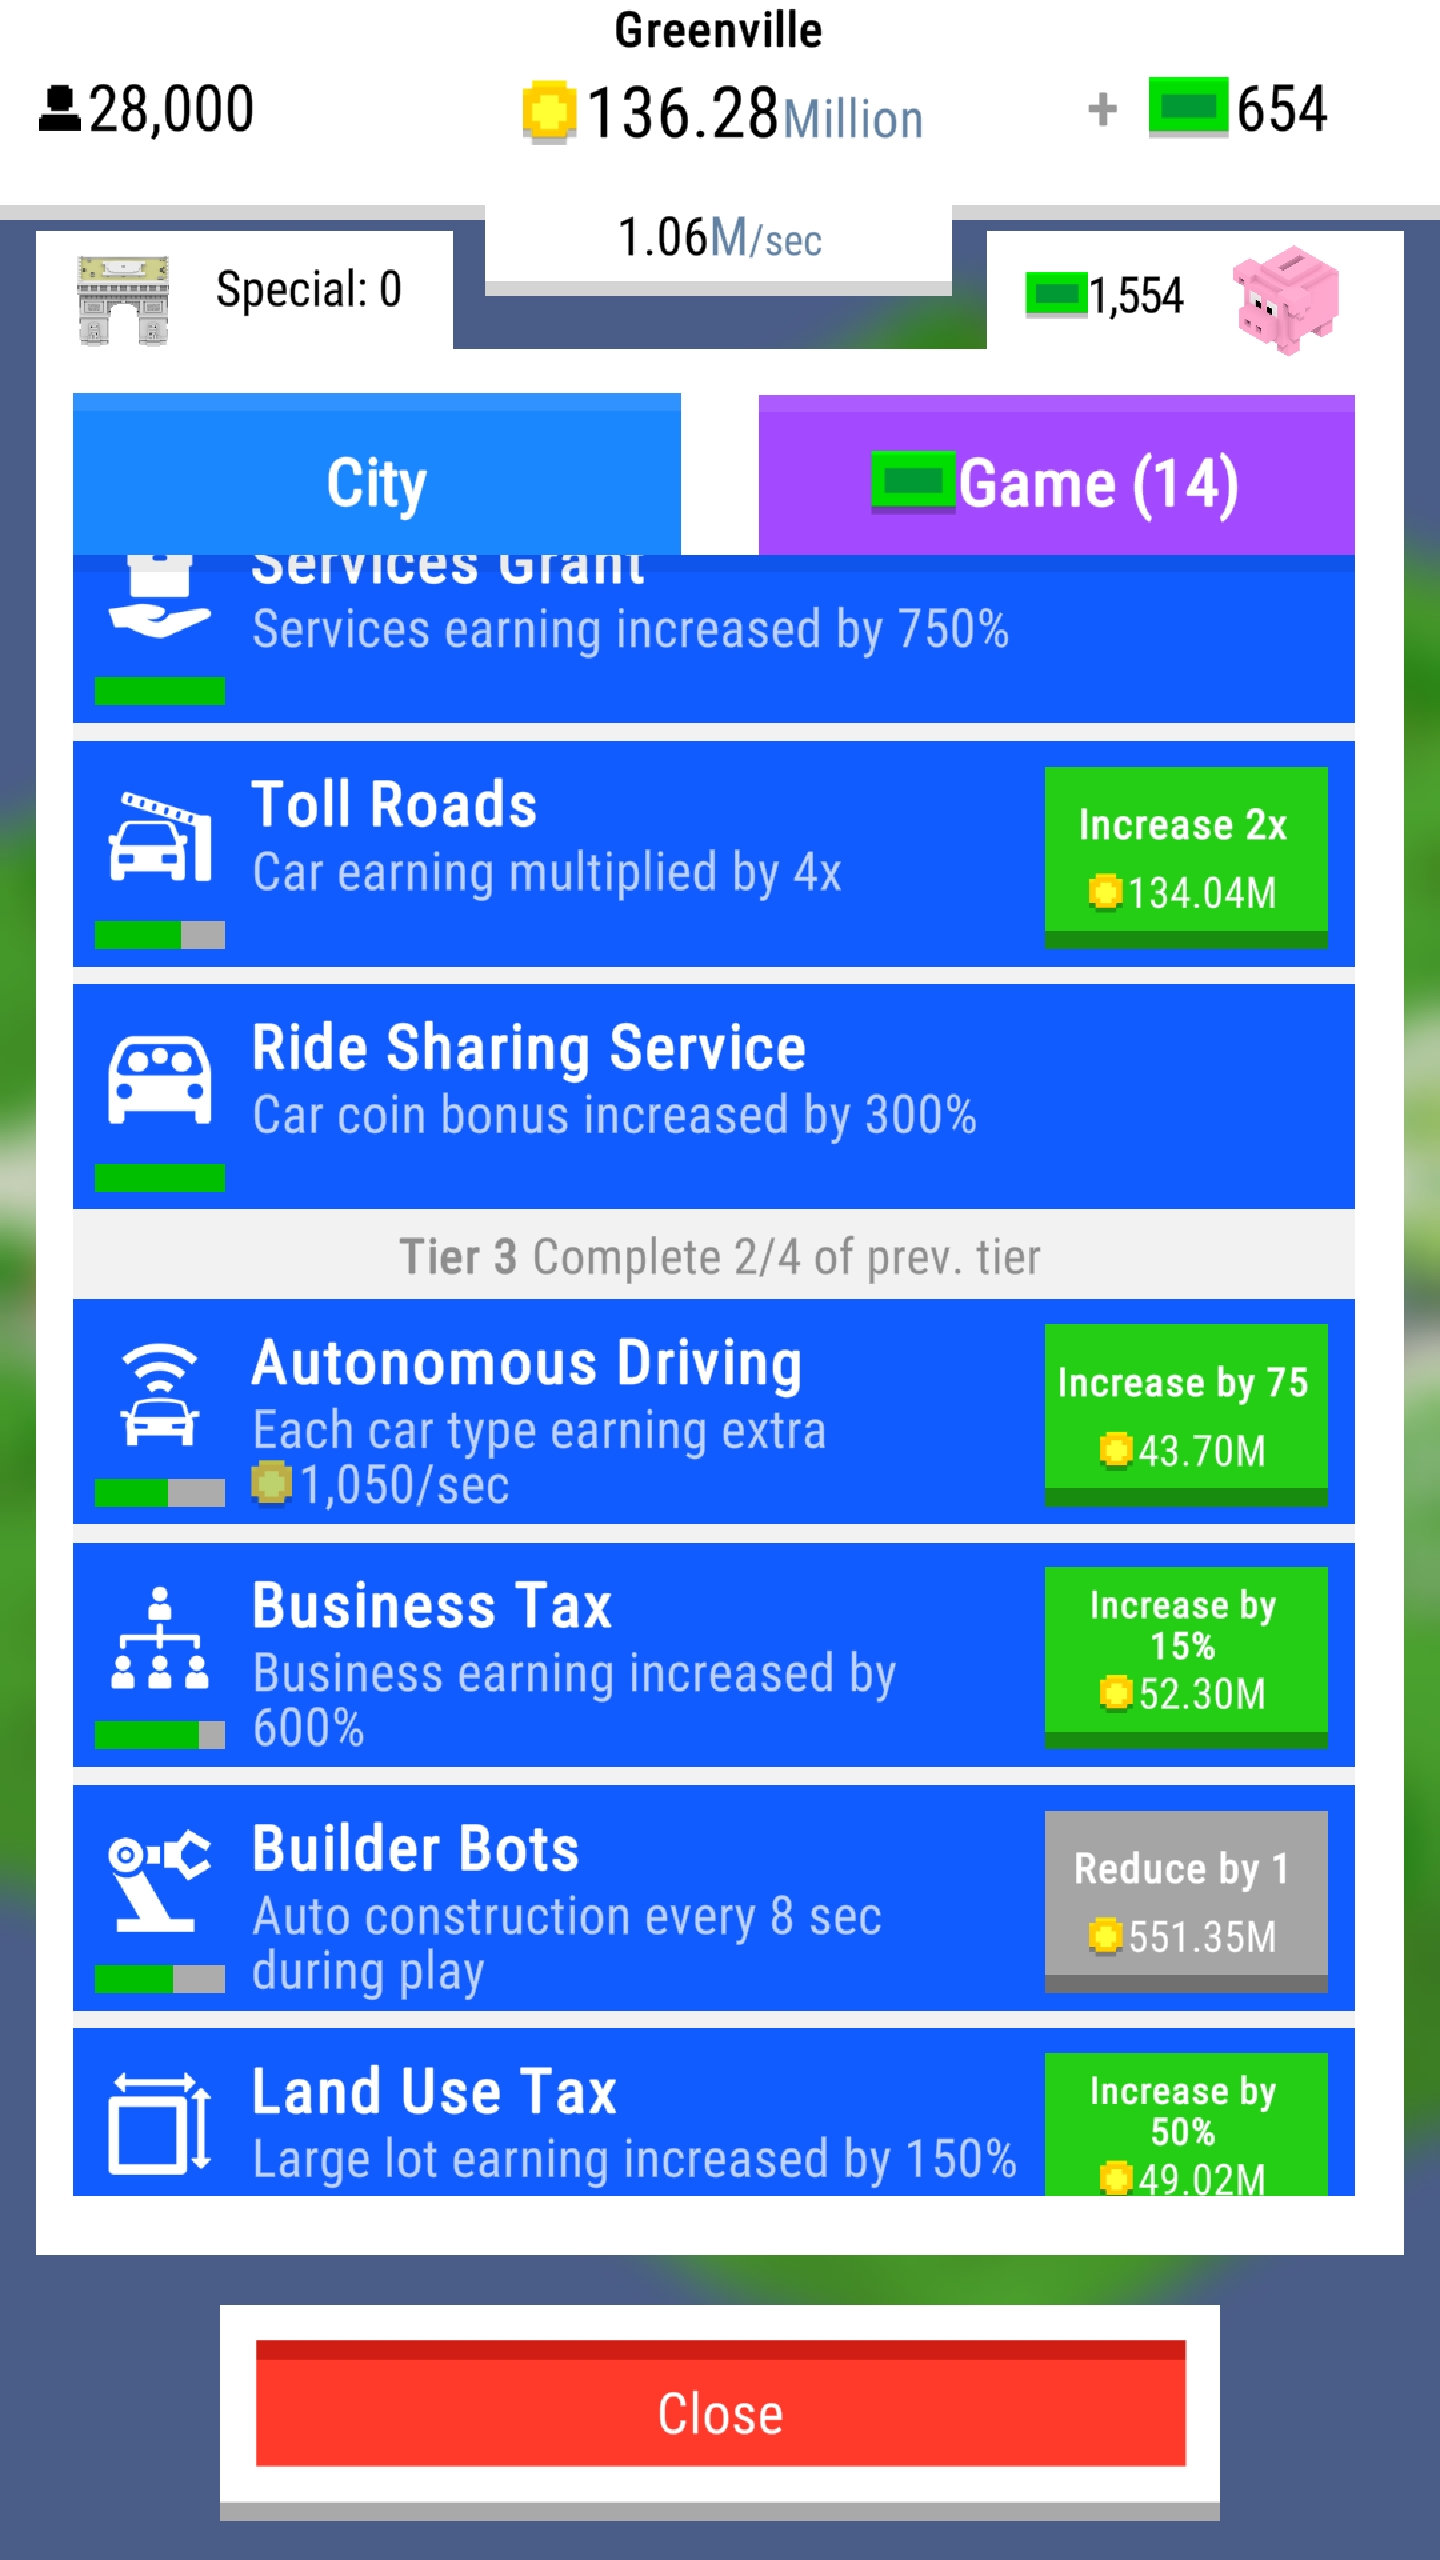 Greenville
28,000
136.28Million
+ 654
1.06M/sec
Special: 0
1,554
City
Game (14)
Services Grant
Services earning increased by 750%
Toll Roads
Car earning multiplied by 4x
Increase 2x
134.04M
Ride Sharing Service
Car coin bonus increased by 300%
Tier 3 Complete 2/4 of prev. tier
Autonomous Driving
Each car type earning extra
1,050/sec
Increase by 75
43.70M
Business Tax
Business earning increased by
600%
Increase by
15%
52.30M
Builder Bots
Auto construction every 8 sec
during play
Reduce by 1
551.35M
Land Use Tax
Large lot earning increased by 150%
Increase by
50%
49.02M
Close